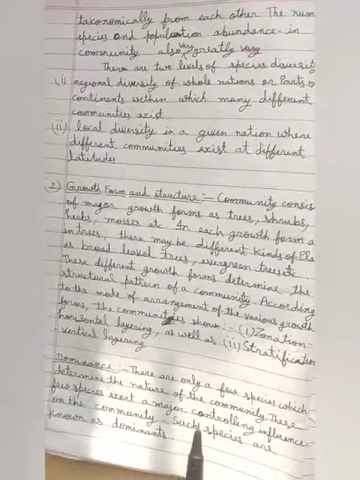 taxonomically from each other. The num
species and population abundance in
community also vary greatly vary
There are two levels of species diversity
(i) regional diversity of whole nations or Parts o
continents within which many different
communities exist
(ii) local diversity in a given nation where
different communities exist at different
latitudes.
2) Growth Form and structure :- Community consis
of major growth forms as trees, shrubs,
herbs, mosses etc. In each growth form a
in trees, there may be different kinds of Pla
as broad leaved trees, evergreen trees etc
These different growth forms determine the
structural pattern of a community. According
to the mode of arrangement of the various growth
forms, the communities shown :- (i) Zonation -
horizontal layering, as well as (ii) Stratification
- vertical layering
Dominance :- There are only a few species which
determine the nature of the community. These
few species exert a major controlling influence
on the community. Such species are
known as dominants.